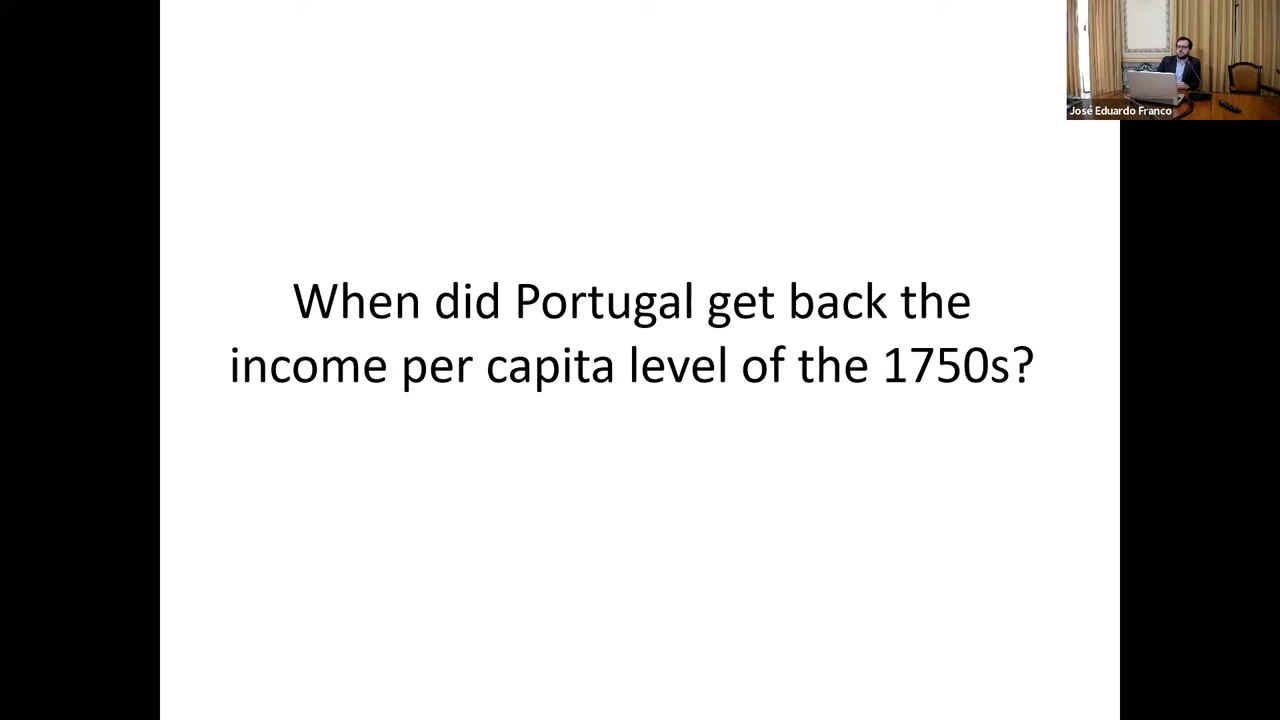 José Eduardo Franco
When did Portugal get back the
income per capita level of the 1750s?